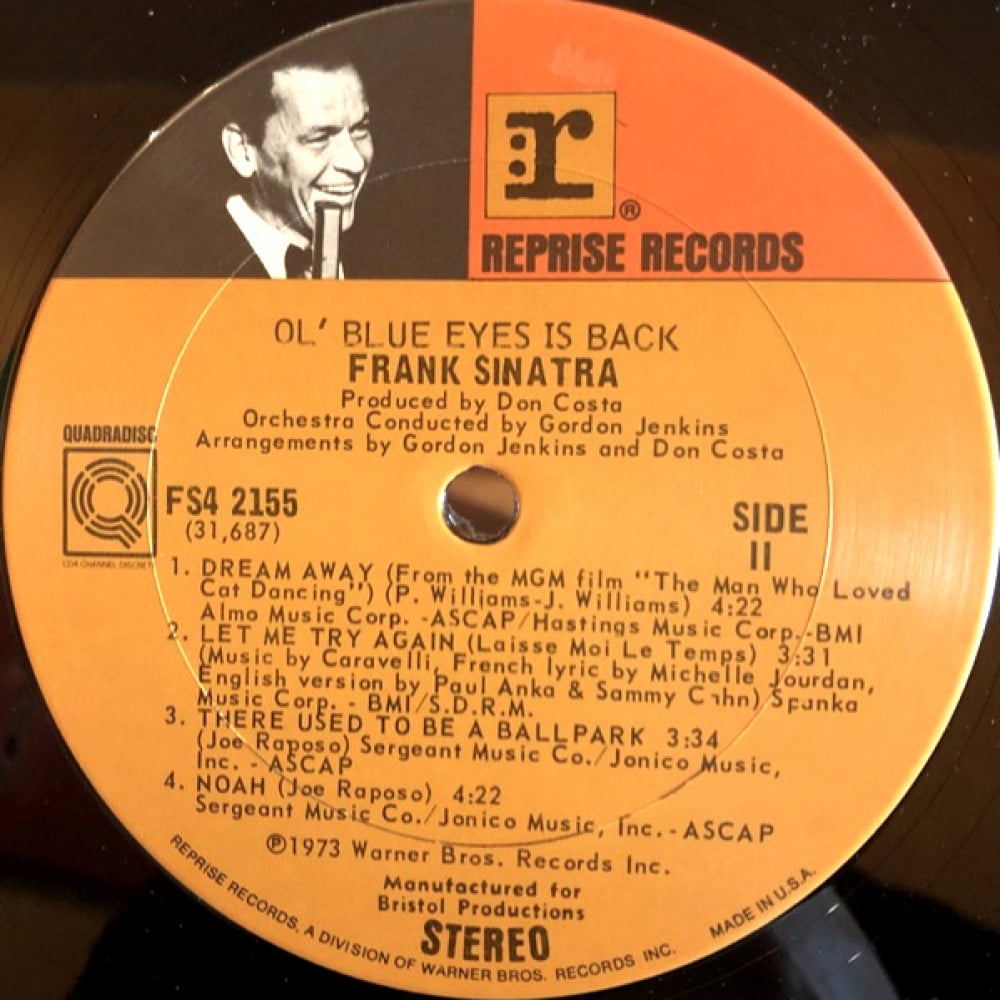 r
®
REPRISE RECORDS
OL' BLUE EYES IS BACK
FRANK SINATRA
Produced by Don Costa
Orchestra Conducted by Gordon Jenkins
Arrangements by Gordon Jenkins and Don Costa
QUADRADISC
CD4 CHANNEL DISCRETE
FS4 2155
(31,687)
SIDE
II
1. DREAM AWAY (From the MGM film "The Man Who Loved
Cat Dancing") (P. Williams-J. Williams) 4:22
Almo Music Corp. -ASCAP/Hastings Music Corp.-BMI
2. LET ME TRY AGAIN (Laisse Moi Le Temps) 3:31
(Music by Caravelli, French lyric by Michelle Jourdan,
English version by Paul Anka & Sammy Cahn) Spanka
Music Corp. - BMI/S.D.R.M.
3. THERE USED TO BE A BALLPARK 3:34
(Joe Raposo) Sergeant Music Co./Jonico Music,
Inc. - ASCAP
4. NOAH (Joe Raposo) 4:22
Sergeant Music Co./Jonico Music, Inc. - ASCAP
℗1973 Warner Bros. Records Inc.
Manufactured for
Bristol Productions
STEREO
REPRISE RECORDS, A DIVISION OF WARNER BROS. RECORDS INC. MADE IN U.S.A.